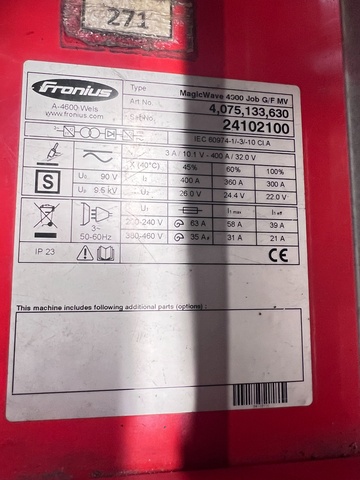 271
Fronius
A-4600-Wels
www.fronius.com
Type MagicWave 4000 Job G/F MV
Art.No. 4,075,133,630
Ser.No. 24102100
IEC 60974-1/-3/-10 Cl.A
3 A / 10.1 V - 400 A / 32.0 V
X (40°C) 45% 60% 100%
I₂ 400 A 360 A 300 A
S U₀ 90 V
U₂ 26.0 V 24.4 V 22.0 V
Uₚ 9.5 kV
U₁ I₁ max I₁ eff
200-240 V 63 A 58 A 39 A
3~
50-60Hz
380-460 V 35 A 31 A 21 A
IP 23
This machine includes following additional parts (options):